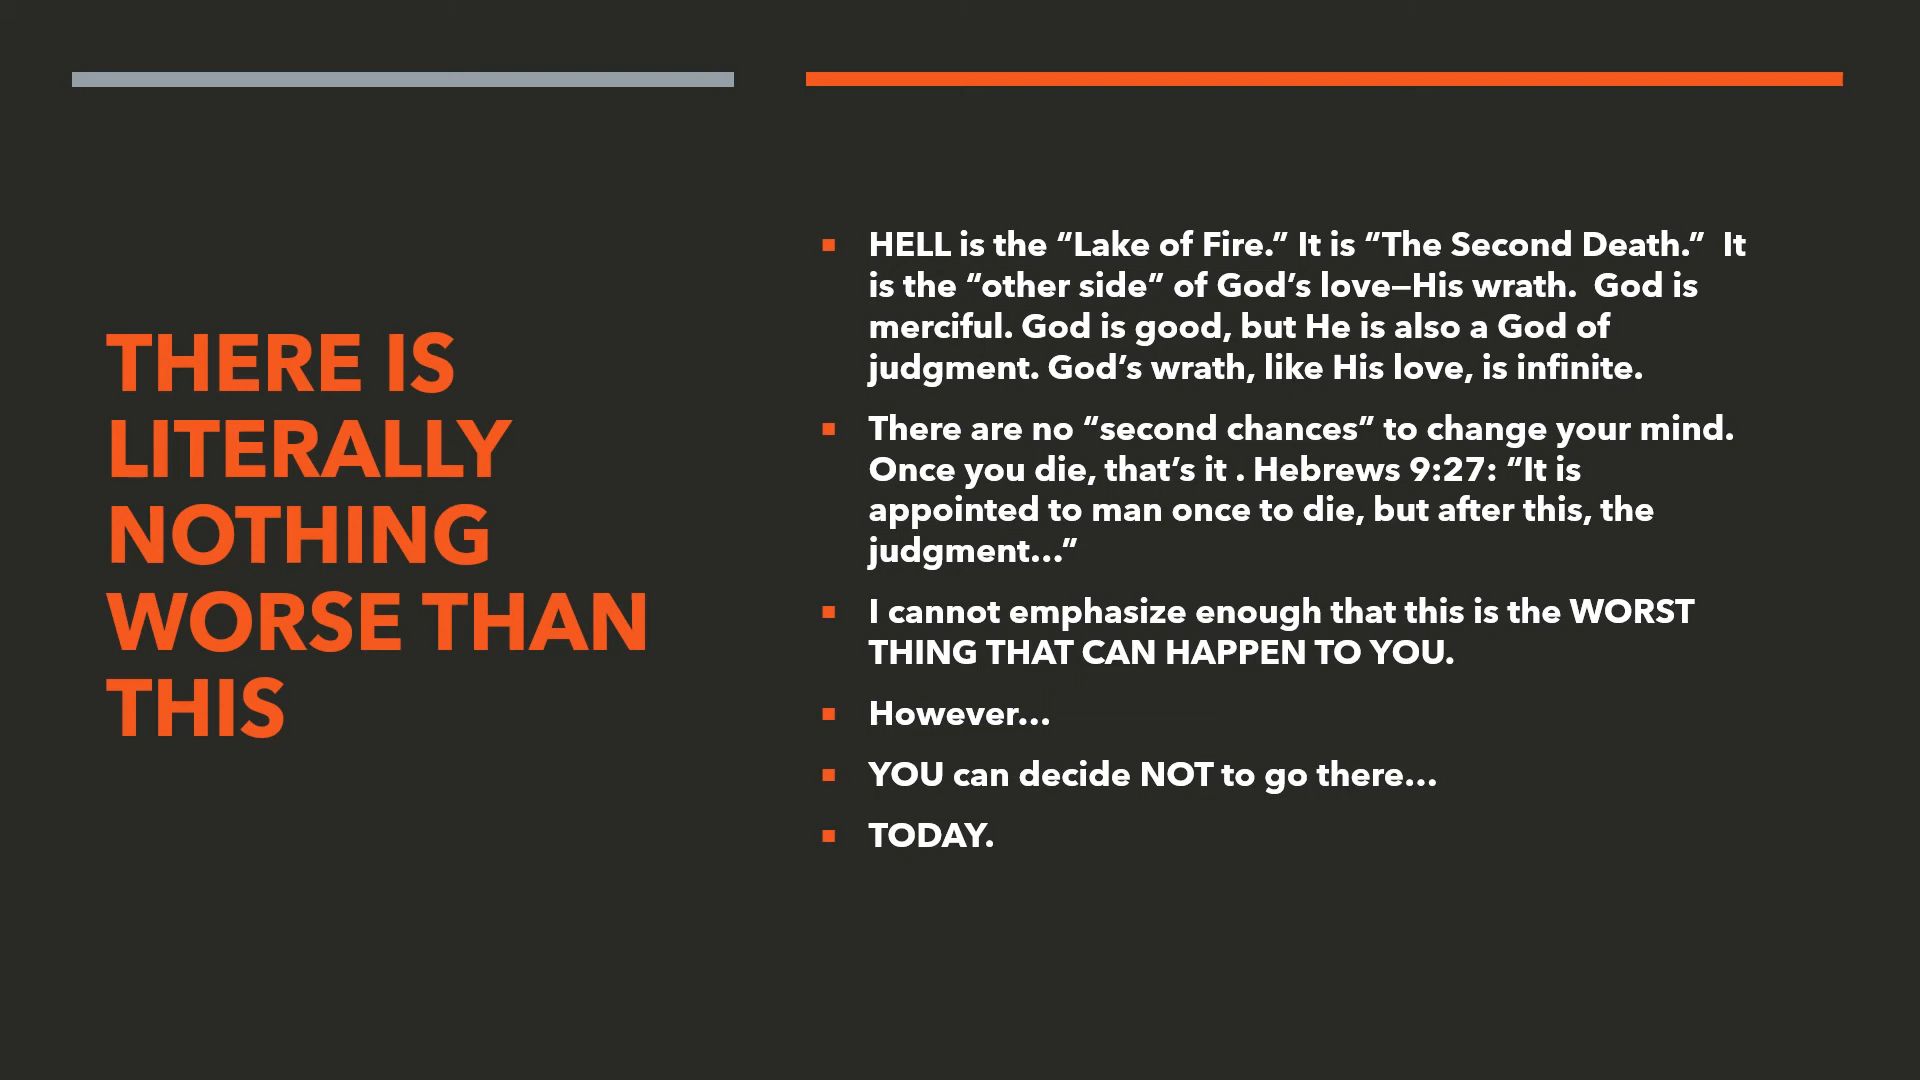 THERE IS
LITERALLY
NOTHING
WORSE THAN
THIS
▪ HELL is the “Lake of Fire.” It is “The Second Death.”  It
is the “other side” of God’s love—His wrath.  God is
merciful. God is good, but He is also a God of
judgment. God’s wrath, like His love, is infinite.
▪ There are no “second chances” to change your mind.
Once you die, that’s it . Hebrews 9:27: “It is
appointed to man once to die, but after this, the
judgment…”
▪ I cannot emphasize enough that this is the WORST
THING THAT CAN HAPPEN TO YOU.
▪ However…
▪ YOU can decide NOT to go there…
▪ TODAY.